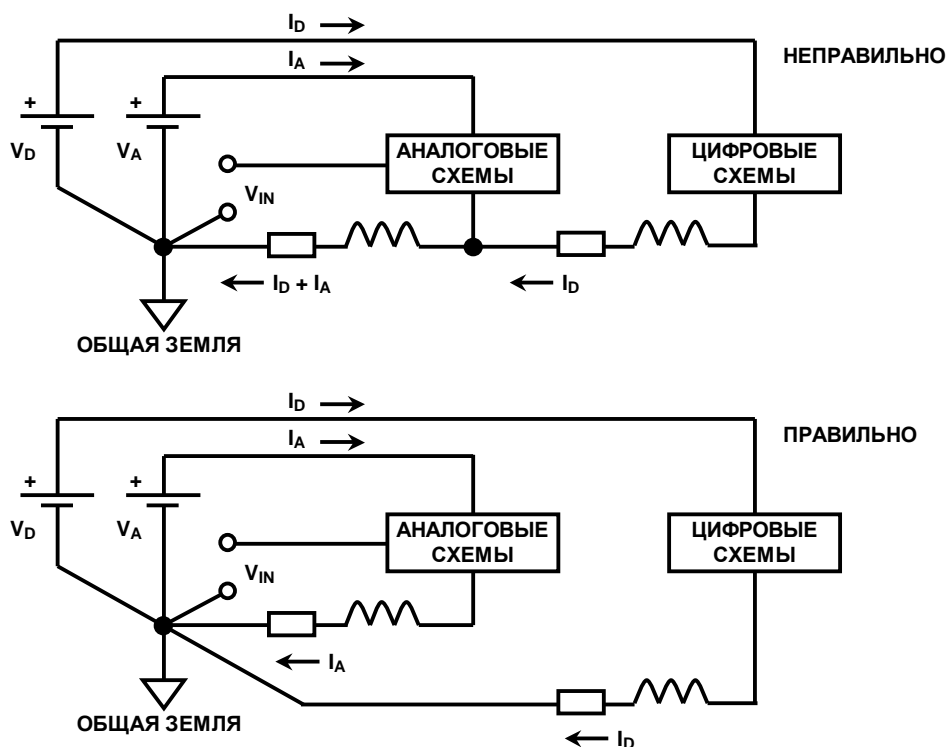 I_D
I_A
НЕПРАВИЛЬНО
+
+
V_D
V_A
V_IN
АНАЛОГОВЫЕ
СХЕМЫ
ЦИФРОВЫЕ
СХЕМЫ
I_D + I_A
I_D
ОБЩАЯ ЗЕМЛЯ
I_D
I_A
ПРАВИЛЬНО
+
+
V_D
V_A
V_IN
АНАЛОГОВЫЕ
СХЕМЫ
ЦИФРОВЫЕ
СХЕМЫ
I_A
ОБЩАЯ ЗЕМЛЯ
I_D